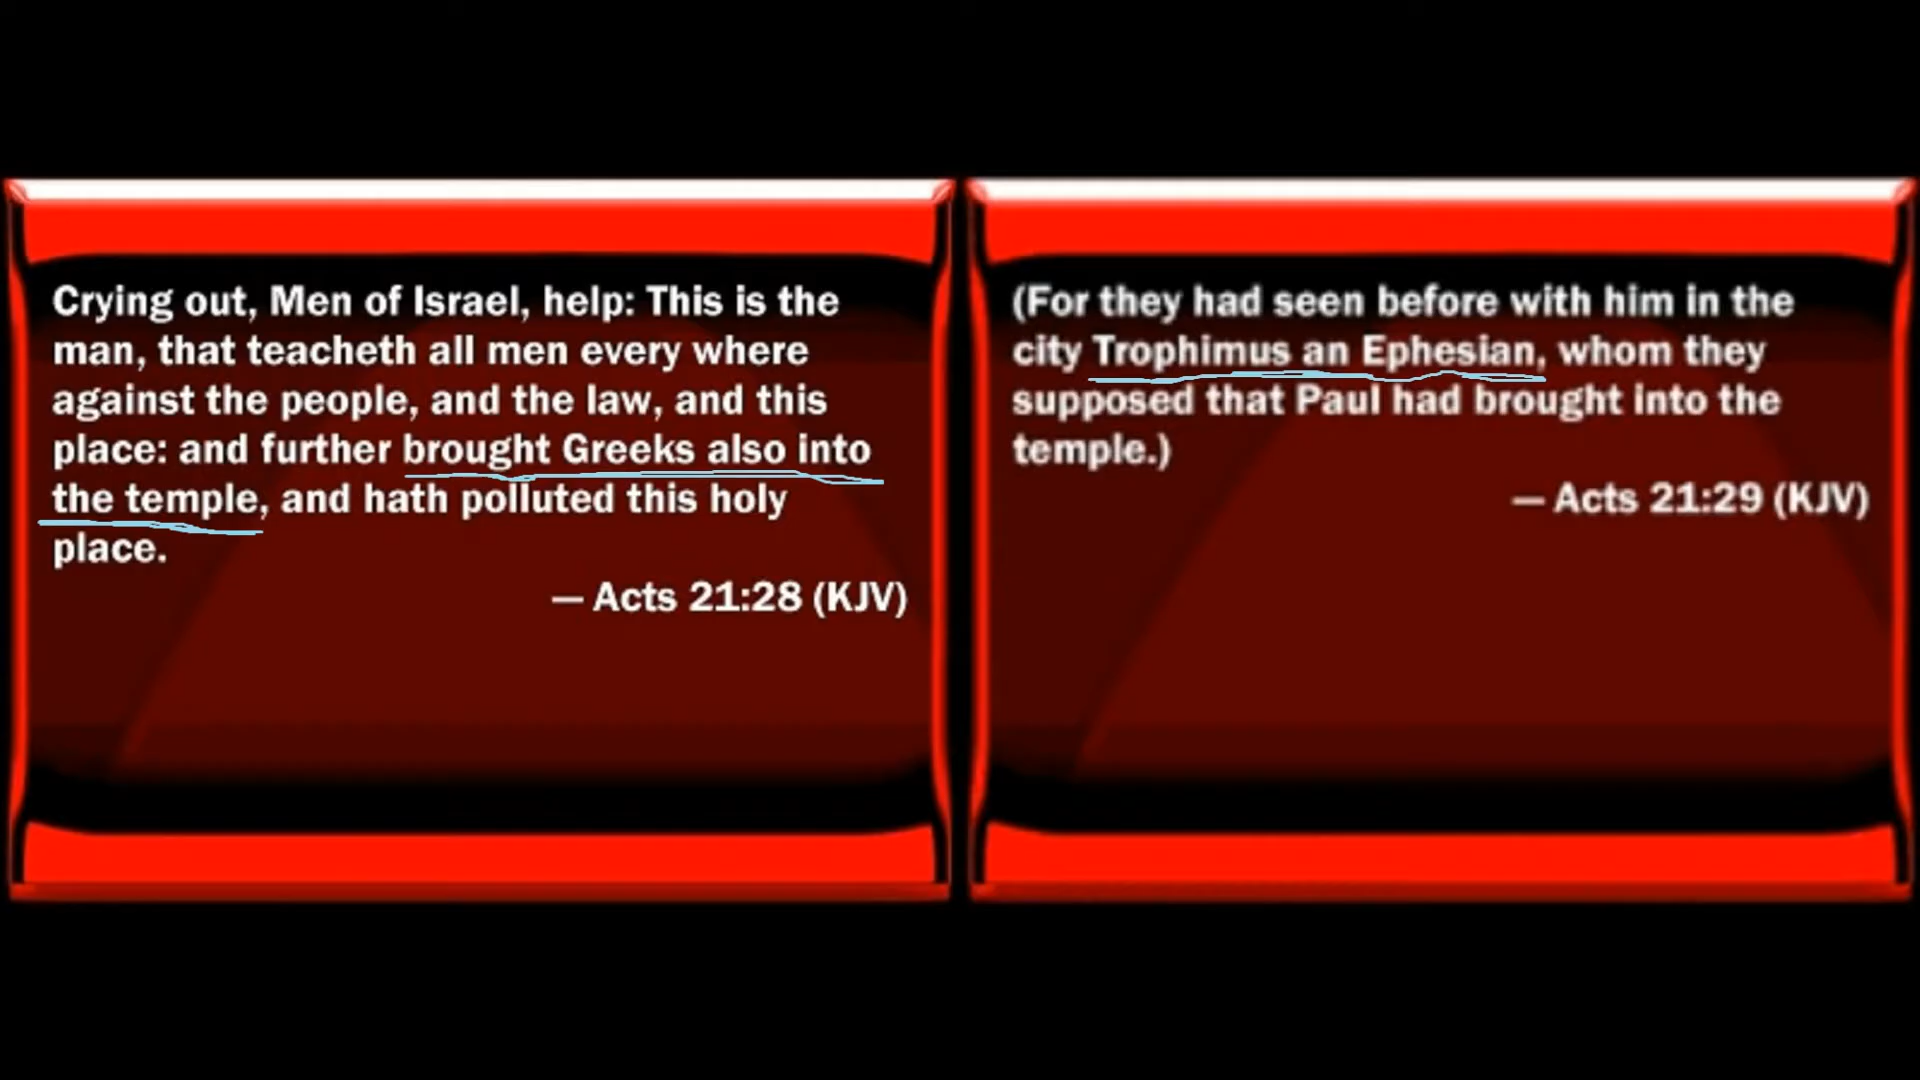 Crying out, Men of Israel, help: This is the
man, that teacheth all men every where
against the people, and the law, and this
place: and further brought Greeks also into
the temple, and hath polluted this holy
place.
— Acts 21:28 (KJV)
(For they had seen before with him in the
city Trophimus an Ephesian, whom they
supposed that Paul had brought into the
temple.)
— Acts 21:29 (KJV)